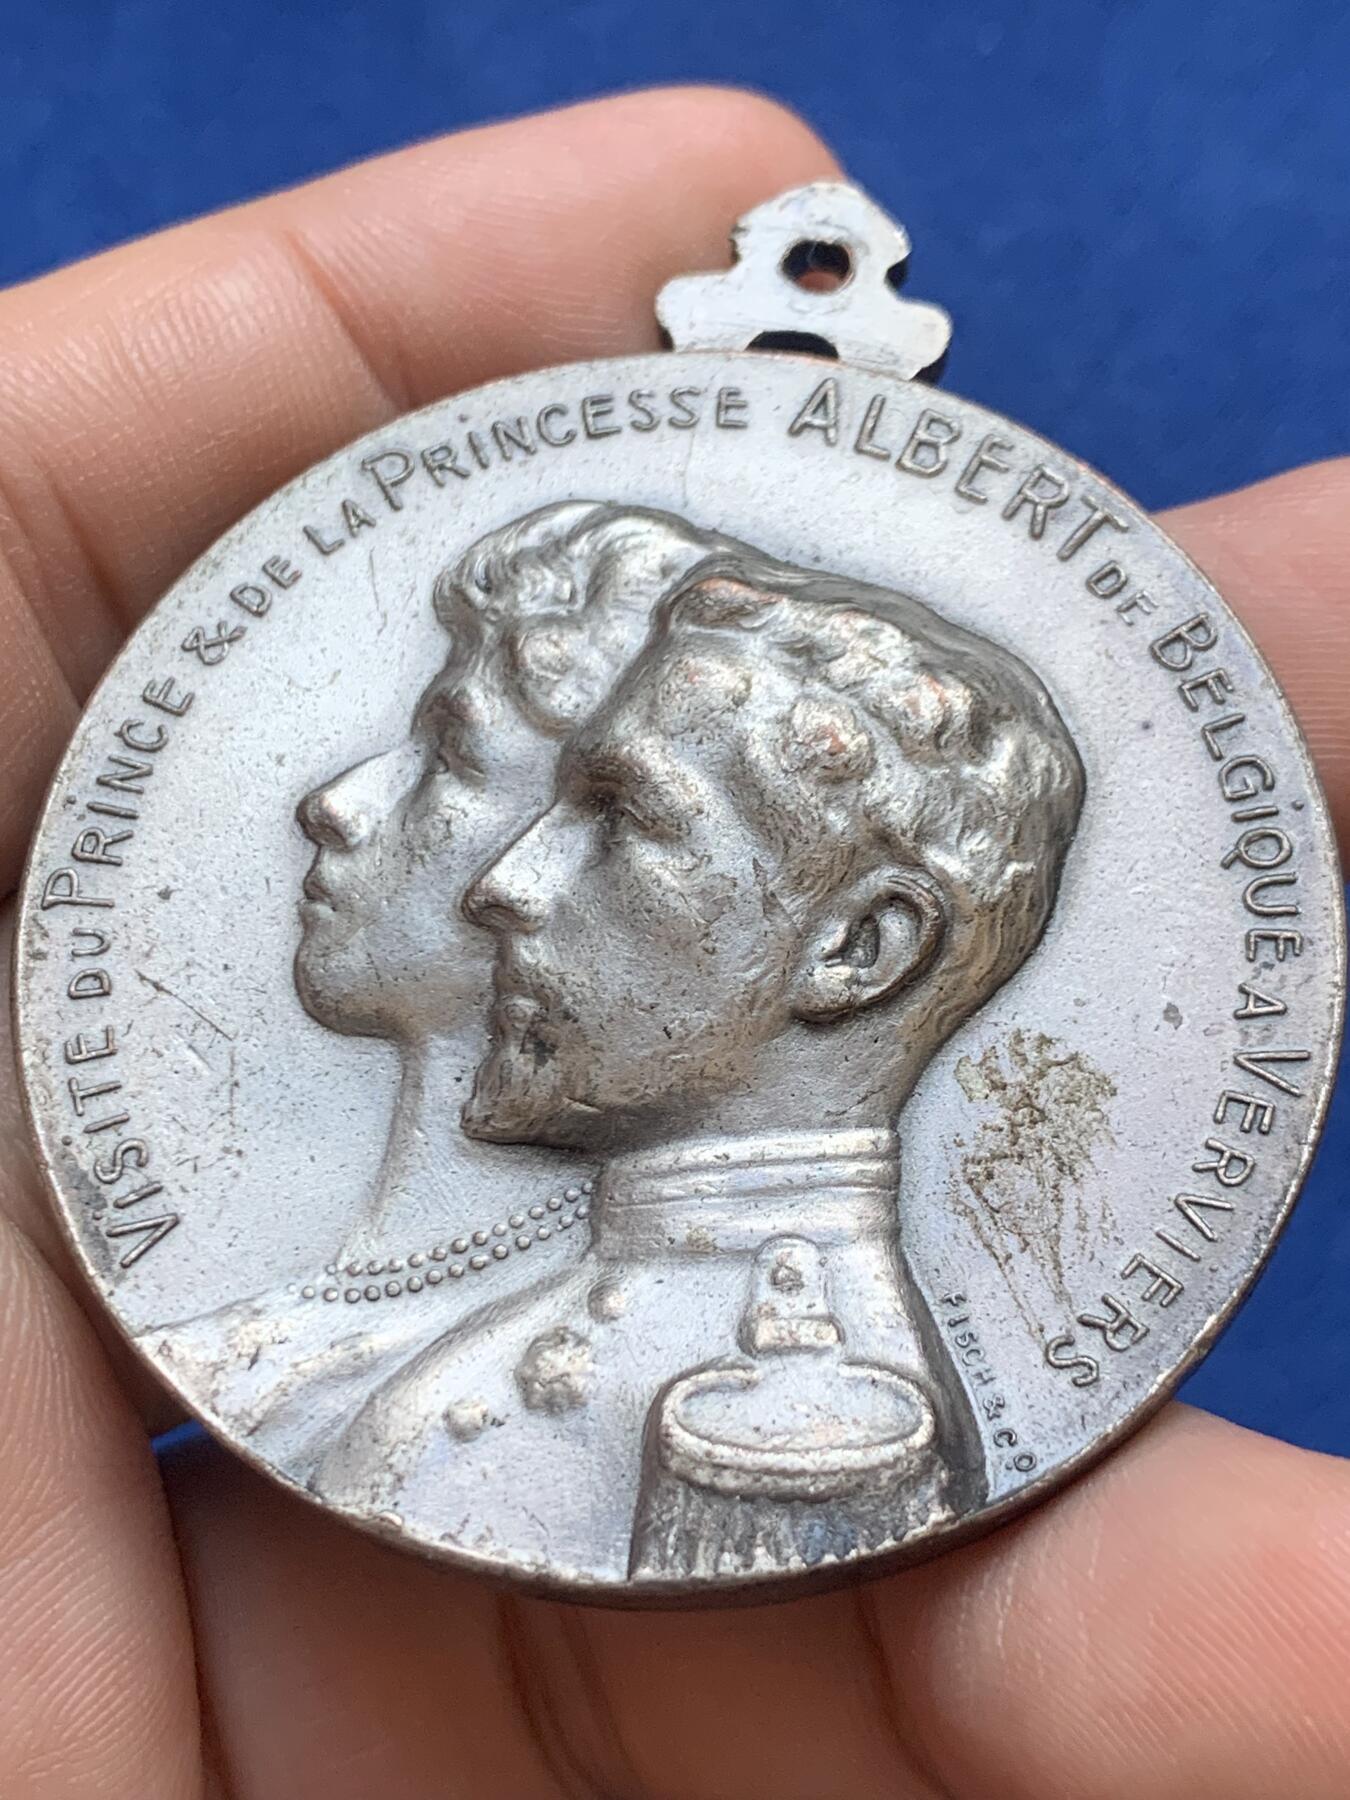 VISITE DU PRINCE & DE LA PRINCESSE ALBERT DE BELGIQUE A VERVIERS
FISCH & CO